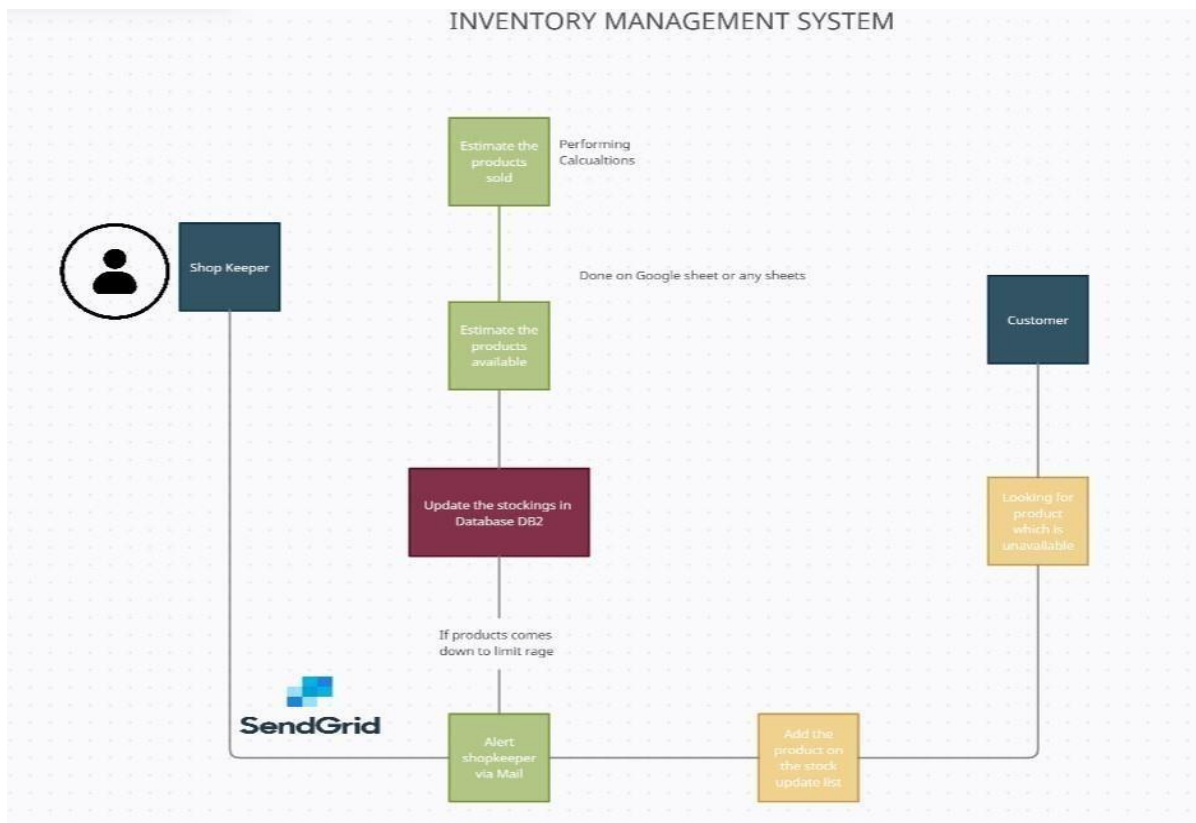 INVENTORY MANAGEMENT SYSTEM
Estimate the
products
sold
Performing
Calcualtions
Shop Keeper
Done on Google sheet or any sheets
Estimate the
products
available
Customer
Update the stockings in
Database DB2
Looking for
product
which is
unavailable
If products comes
down to limit rage
SendGrid
Alert
shopkeeper
via Mail
Add the
product on
the stock
update list